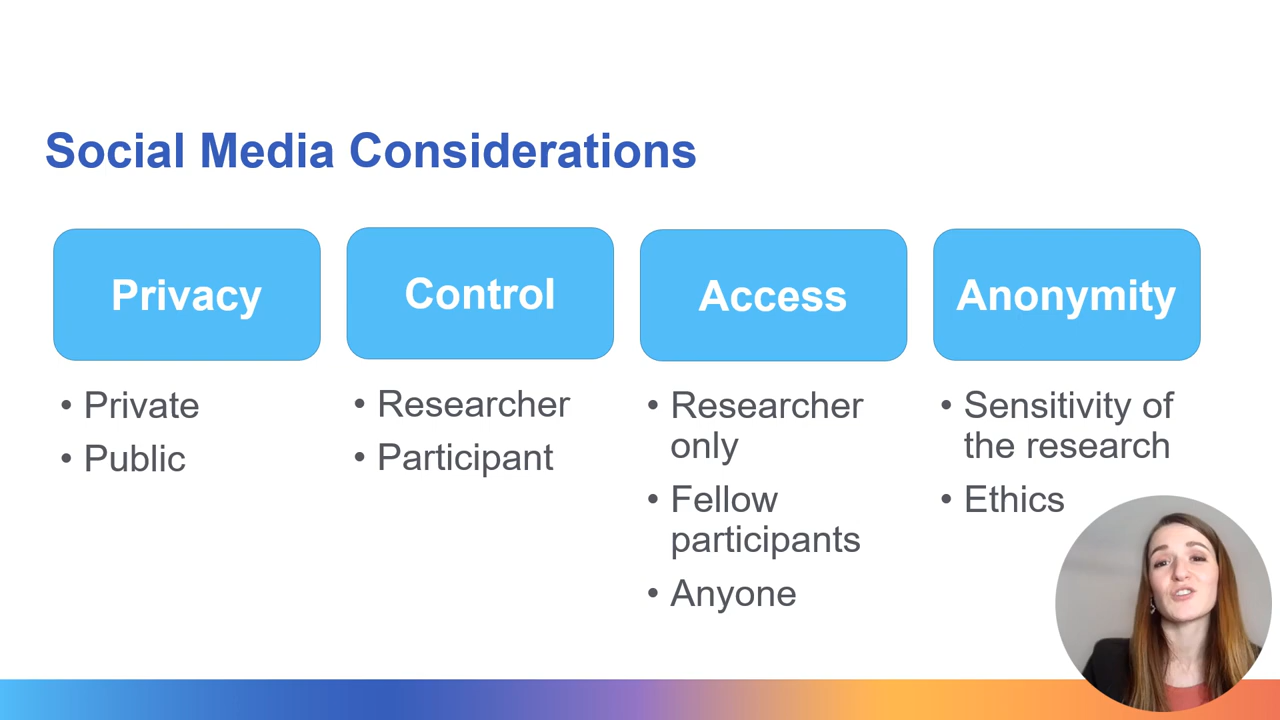 Social Media Considerations
Privacy
• Private
• Public
Control
• Researcher
• Participant
Access
• Researcher
only
• Fellow
participants
• Anyone
Anonymity
• Sensitivity of
the research
• Ethics